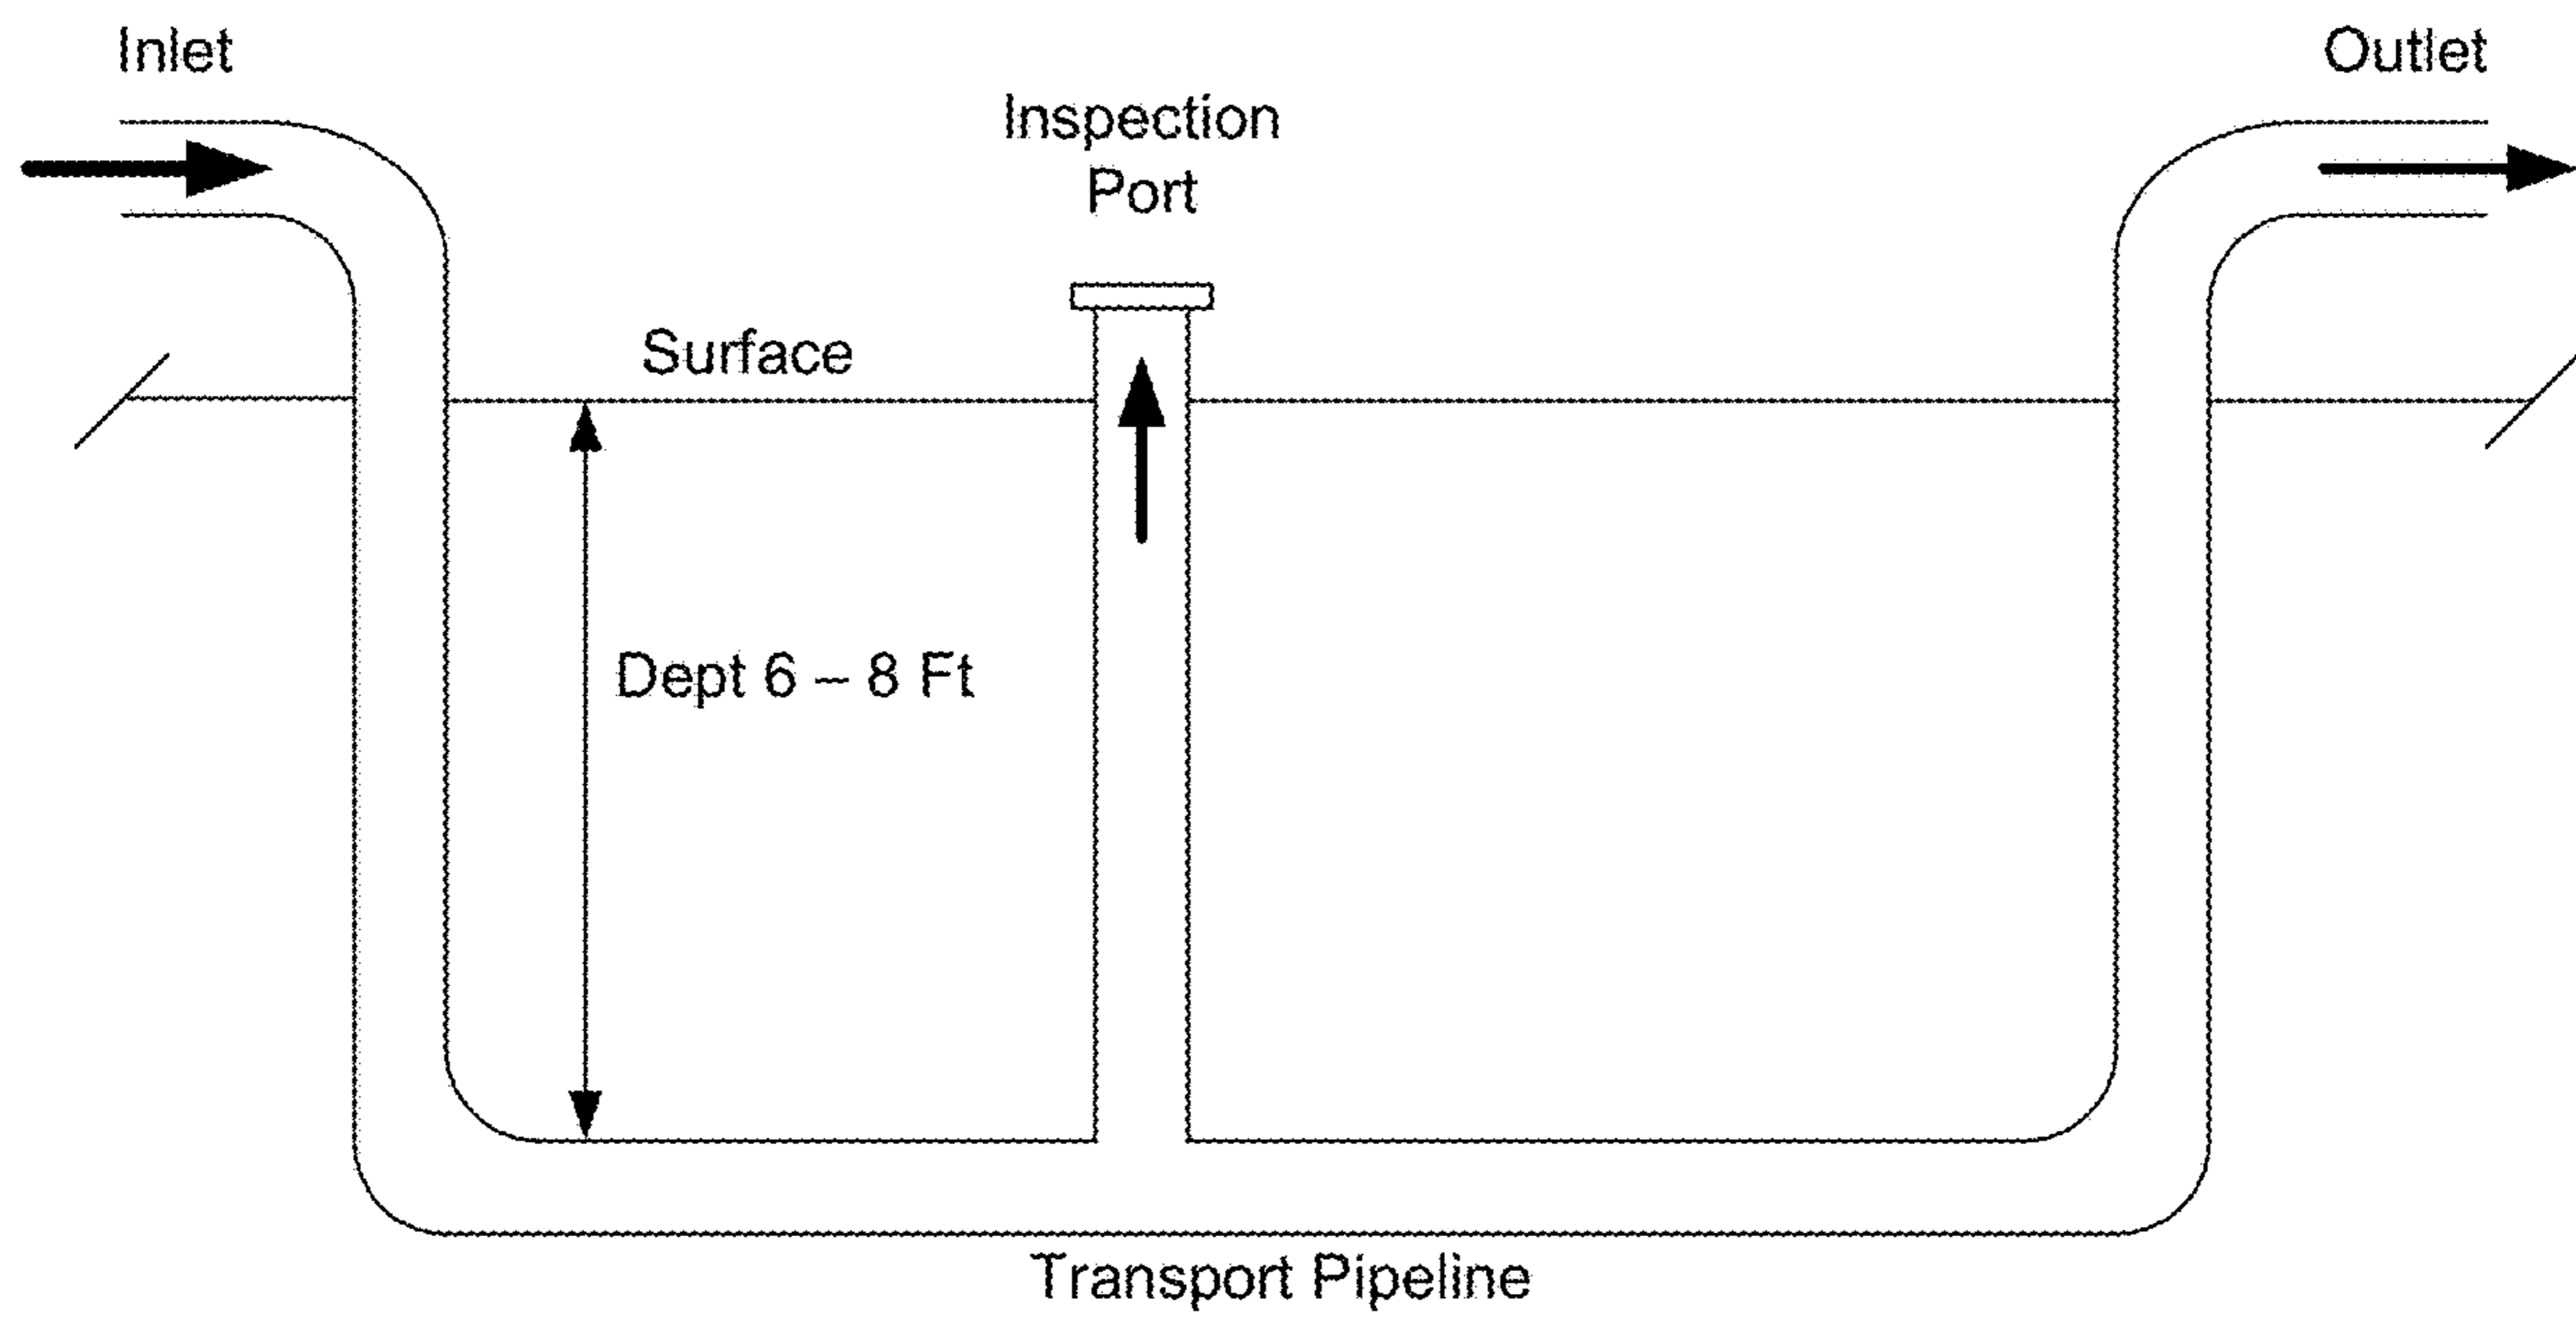 Inlet
Outlet
Inspection
Port
Surface
Dept 6 – 8 Ft
Transport Pipeline